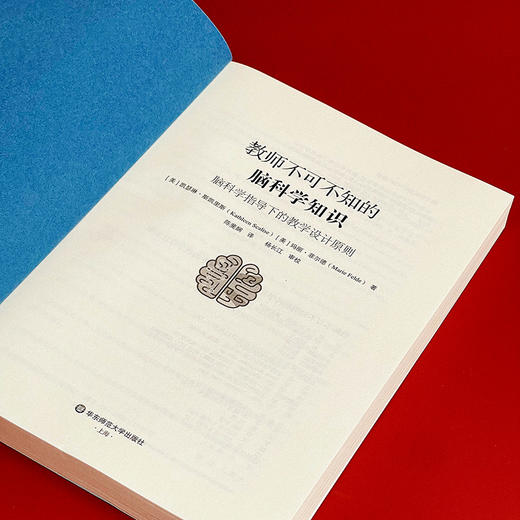 教师不可不知的
脑科学知识
脑科学指导下的教学设计原则
[美]凯瑟琳·斯凯里斯（Kathleen Scalise）[美]玛丽·菲尔德（Marie Felde） 著
陈爱娴 译
杨长江 审校
华东师范大学出版社
·上海·